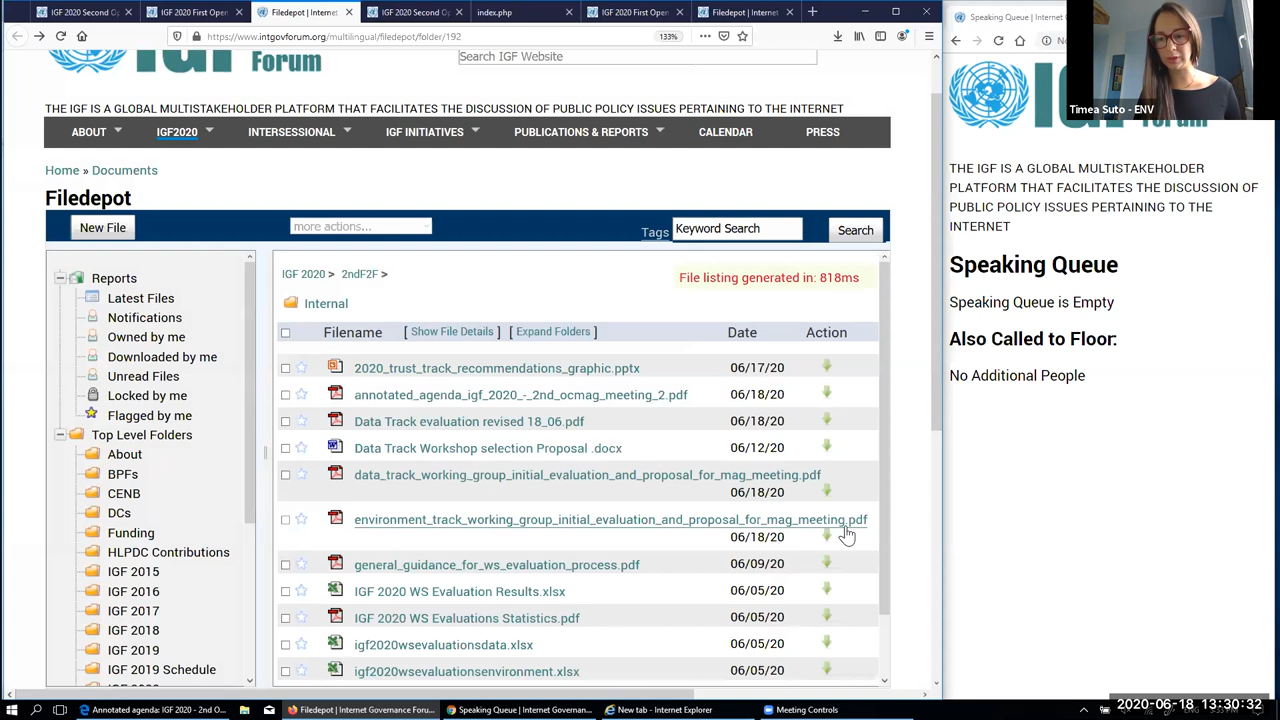 IGF 2020 Second Op
IGF 2020 First Open
Filedepot | Internet
IGF 2020 Second O
index.php
IGF 2020 First Open
Filedepot | Internet
https://www.intgovforum.org/multilingual/filedepot/folder/192
133%
Forum
Search IGF Website
THE IGF IS A GLOBAL MULTISTAKEHOLDER PLATFORM THAT FACILITATES THE DISCUSSION OF PUBLIC POLICY ISSUES PERTAINING TO THE INTERNET
ABOUT
IGF2020
INTERSESSIONAL
IGF INITIATIVES
PUBLICATIONS & REPORTS
CALENDAR
PRESS
Home » Documents
Filedepot
New File
more actions...
Tags
Keyword Search
Search
Reports
Latest Files
Notifications
Owned by me
Downloaded by me
Unread Files
Locked by me
Flagged by me
Top Level Folders
About
BPFs
CENB
DCs
Funding
HLPDC Contributions
IGF 2015
IGF 2016
IGF 2017
IGF 2018
IGF 2019
IGF 2019 Schedule
IGF 2020 > 2ndF2F >
File listing generated in: 818ms
Internal
Filename [ Show File Details ] [ Expand Folders ] Date Action
2020_trust_track_recommendations_graphic.pptx 06/17/20
annotated_agenda_igf_2020_-_2nd_ocmag_meeting_2.pdf 06/18/20
Data Track evaluation revised 18_06.pdf 06/18/20
Data Track Workshop selection Proposal .docx 06/12/20
data_track_working_group_initial_evaluation_and_proposal_for_mag_meeting.pdf
06/18/20
environment_track_working_group_initial_evaluation_and_proposal_for_mag_meeting.pdf
06/18/20
general_guidance_for_ws_evaluation_process.pdf 06/09/20
IGF 2020 WS Evaluation Results.xlsx 06/05/20
IGF 2020 WS Evaluations Statistics.pdf 06/05/20
igf2020wsevaluationsdata.xlsx 06/05/20
igf2020wsevaluationsenvironment.xlsx 06/05/20
Speaking Queue | Internet G
Timea Suto - ENV
THE IGF IS A GLOBAL MULTISTAKEHOLDER
PLATFORM THAT FACILITATES THE DISCUSSION OF
PUBLIC POLICY ISSUES PERTAINING TO THE
INTERNET
Speaking Queue
Speaking Queue is Empty
Also Called to Floor:
No Additional People
Annotated agenda: IGF 2020 - 2nd O...
Filedepot | Internet Governance Foru...
Speaking Queue | Internet Governan...
New tab - Internet Explorer
Meeting Controls
2020-06-18 13:30:32